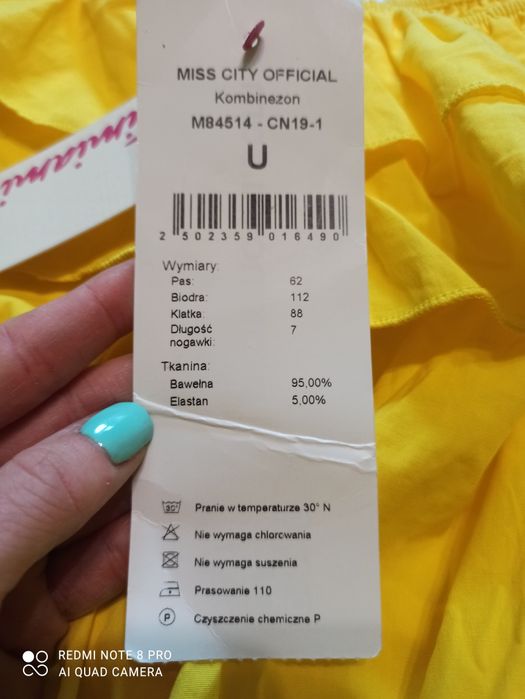 MISS CITY OFFICIAL
Kombinezon
M84514 - CN19-1
U
2 502359 016490
Wymiary:
Pas: 62
Biodra: 112
Klatka: 88
Długość nogawki: 7
Tkanina:
Bawełna 95,00%
Elastan 5,00%
30°
Pranie w temperaturze 30° N
Nie wymaga chlorowania
Nie wymaga suszenia
Prasowanie 110
P
Czyszczenie chemiczne P
REDMI NOTE 8 PRO
AI QUAD CAMERA